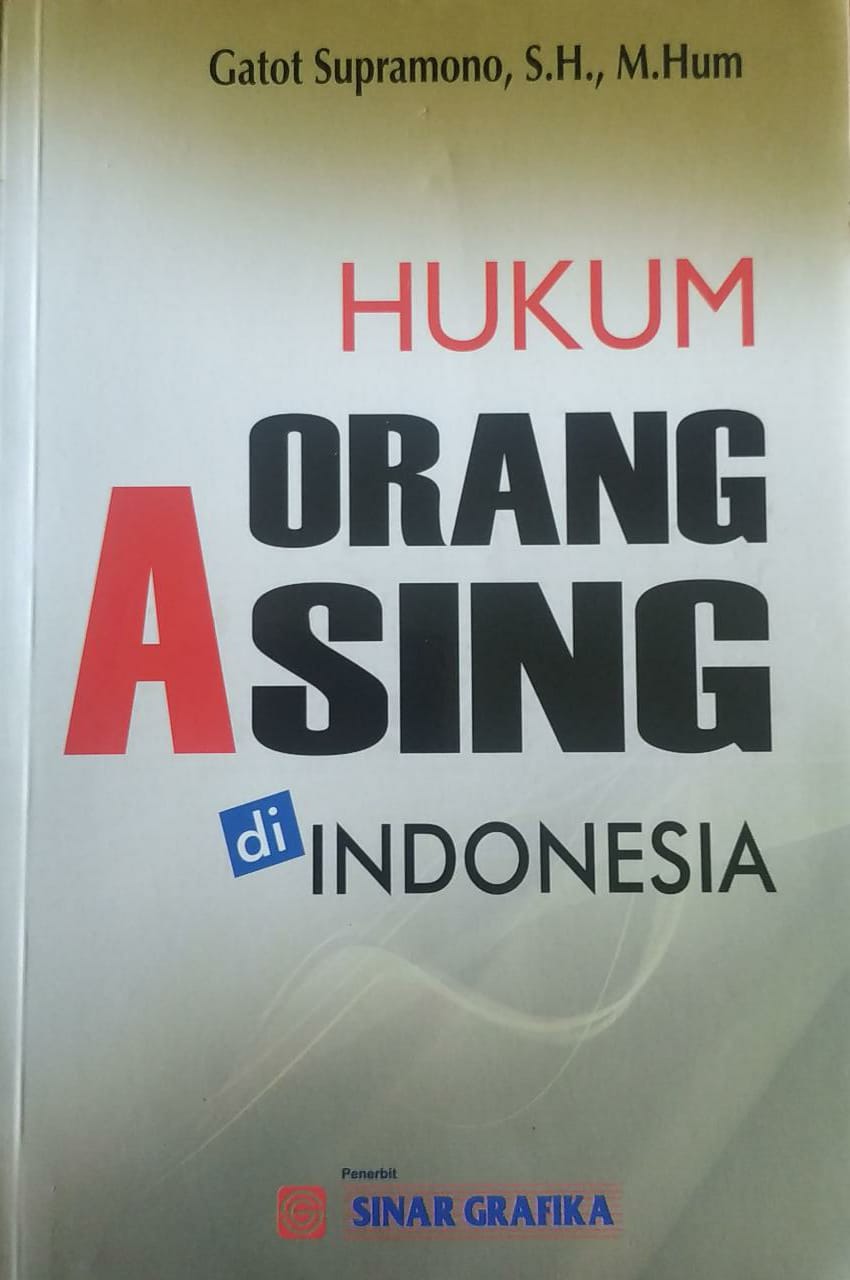 Gatot Supramono, S.H., M.Hum
HUKUM
ORANG
ASING
di INDONESIA
Penerbit
SINAR GRAFIKA